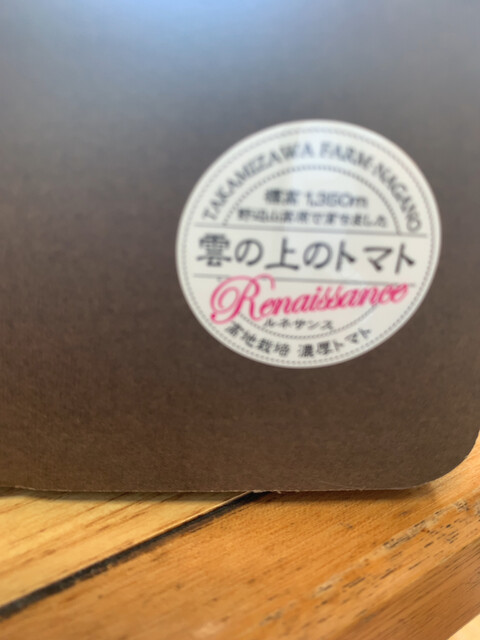 TAKAMIZAWA FARM NAGANO
標高 1,350m
野辺山高原で育てました
雲の上のトマト
Renaissance
ルネサンス
高地栽培 濃厚トマト